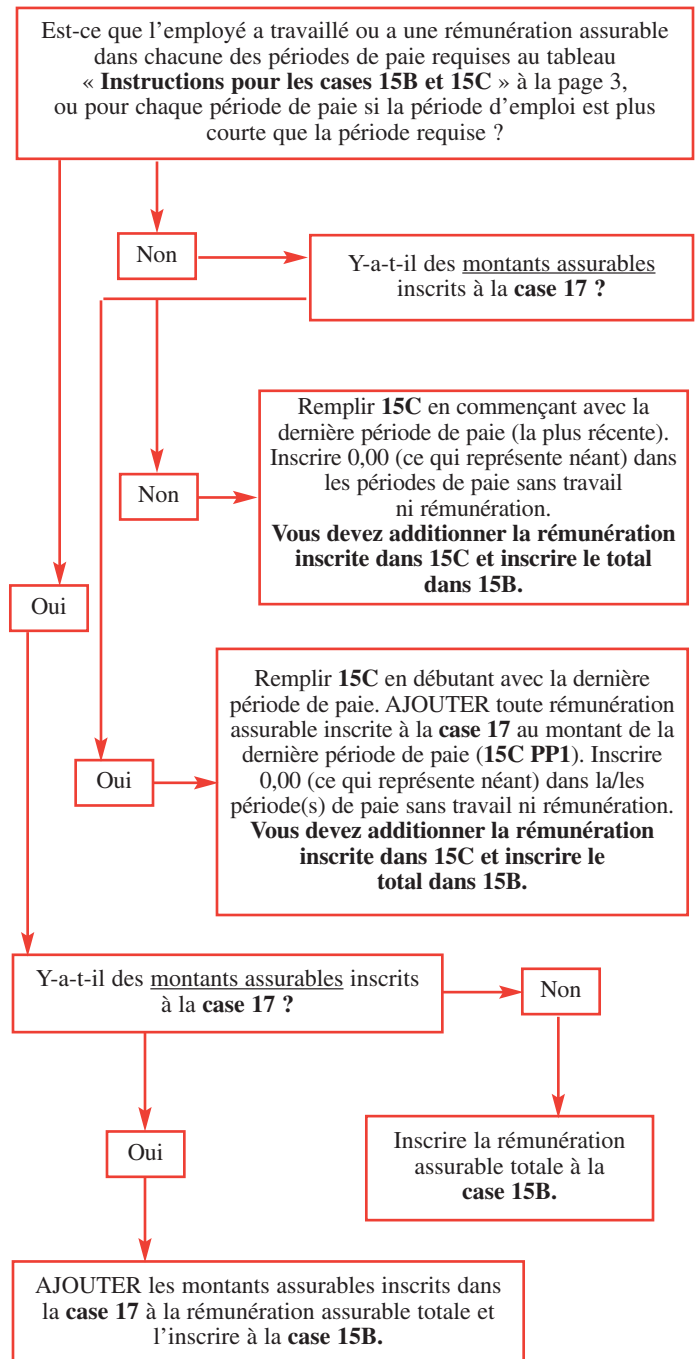 Est-ce que l'employé a travaillé ou a une rémunération assurable
dans chacune des périodes de paie requises au tableau
« Instructions pour les cases 15B et 15C » à la page 3,
ou pour chaque période de paie si la période d'emploi est plus
courte que la période requise ?
Non
Y-a-t-il des montants assurables
inscrits à la case 17 ?
Non
Remplir 15C en commençant avec la
dernière période de paie (la plus récente).
Inscrire 0,00 (ce qui représente néant) dans
les périodes de paie sans travail
ni rémunération.
Vous devez additionner la rémunération
inscrite dans 15C et inscrire le total
dans 15B.
Oui
Oui
Remplir 15C en débutant avec la dernière
période de paie. AJOUTER toute rémunération
assurable inscrite à la case 17 au montant de la
dernière période de paie (15C PP1). Inscrire
0,00 (ce qui représente néant) dans la/les
période(s) de paie sans travail ni rémunération.
Vous devez additionner la rémunération
inscrite dans 15C et inscrire le
total dans 15B.
Y-a-t-il des montants assurables inscrits
à la case 17 ?
Non
Oui
Inscrire la rémunération
assurable totale à la
case 15B.
AJOUTER les montants assurables inscrits dans
la case 17 à la rémunération assurable totale et
l'inscrire à la case 15B.